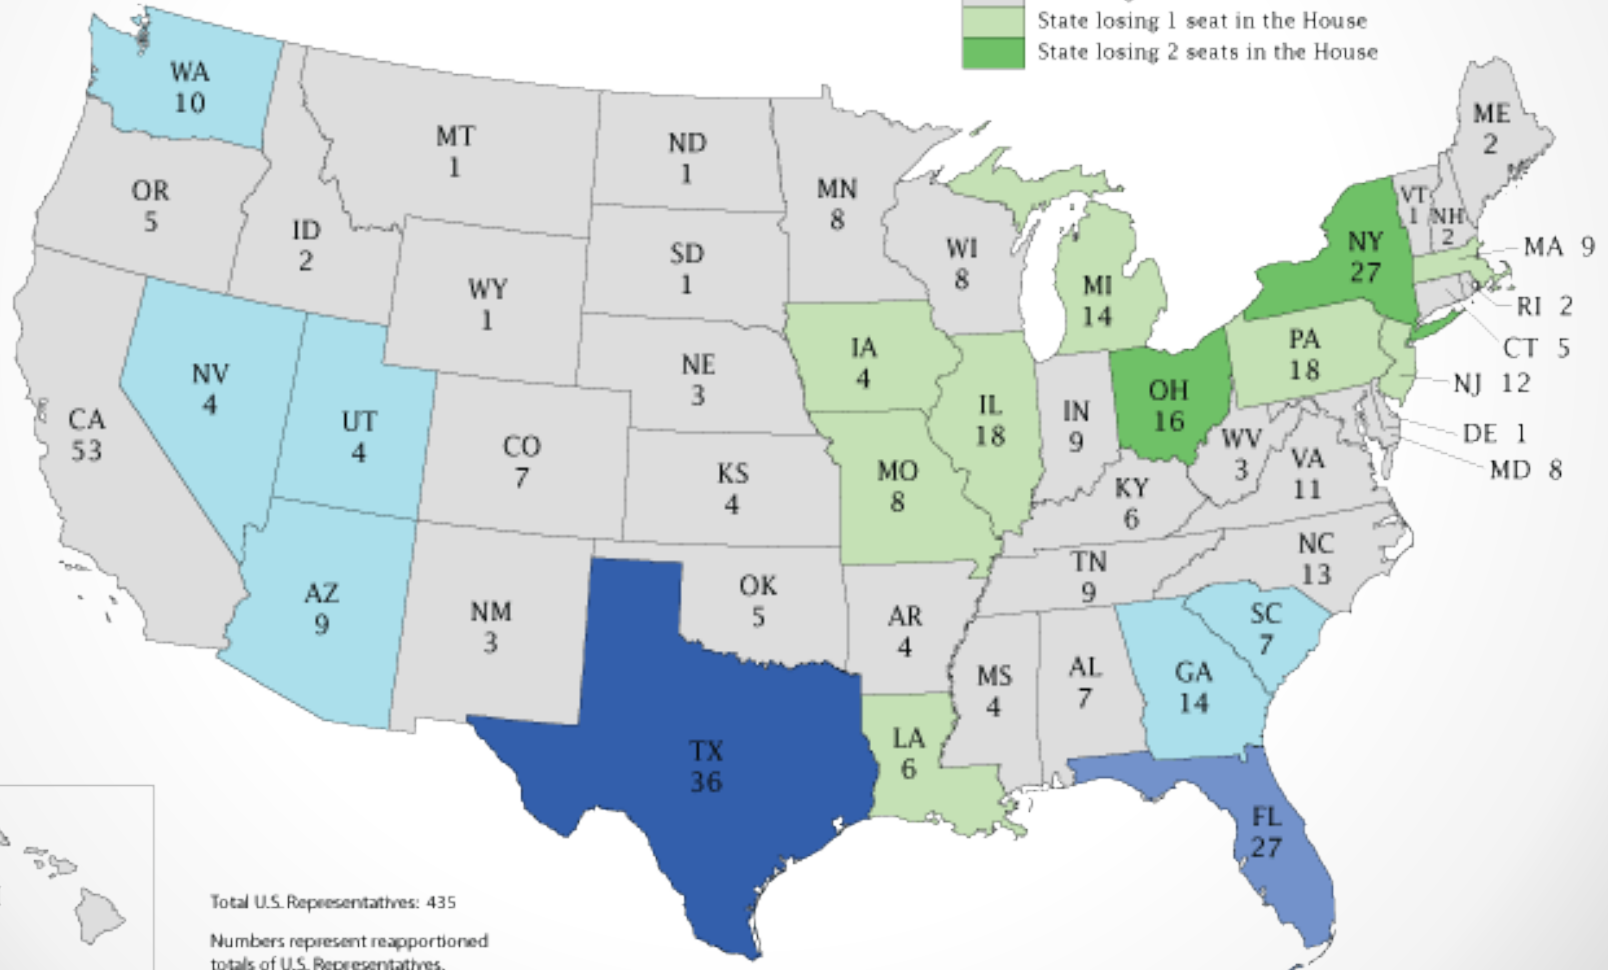 State losing 1 seat in the House
State losing 2 seats in the House
WA
10
MT
1
ND
1
MN
8
ME
2
OR
5
ID
2
SD
1
WI
8
MI
14
NY
27
VT
1
NH
2
MA 9
RI 2
CT 5
NJ 12
DE 1
MD 8
WY
1
NE
3
IA
4
IL
18
IN
9
OH
16
PA
18
NV
4
UT
4
CA
53
CO
7
KS
4
MO
8
KY
6
WV
3
VA
11
AZ
9
NM
3
OK
5
AR
4
TN
9
NC
13
SC
7
MS
4
AL
7
GA
14
TX
36
LA
6
FL
27
Total U.S. Representatives: 435
Numbers represent reapportioned
totals of U.S. Representatives.